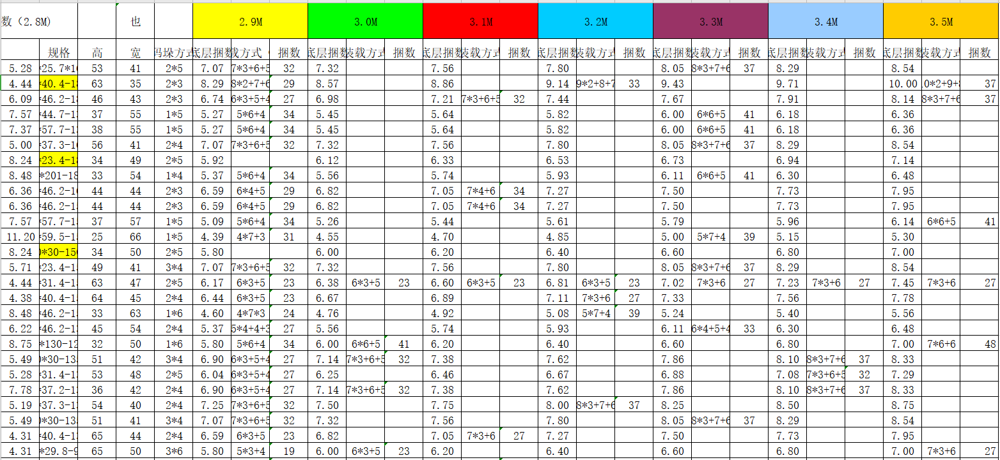 数（2.8M) 也 2.9M 3.0M 3.1M 3.2M 3.3M 3.4M 3.5M
规格 高 宽 码垛方式 底层捆数 载方式（ 捆数 底层捆数 装载方式 捆数 底层捆数 装载方式 捆数 底层捆数 装载方式 捆数 底层捆数 装载方式 捆数 底层捆数 装载方式 捆数 底层捆数 装载方式 捆数
5.28 *25.7*10 53 41 2*5 7.07 7*3+6+5 32 7.32 7.56 7.80 8.05 8*3+7+6 37 8.29 8.54
4.44 *40.4-18 63 35 2*3 8.29 8*2+7+6 29 8.57 8.86 9.14 9*2+8+7 33 9.43 9.71 10.00 0*2+9+8 37
6.09 *46.2-18 46 43 2*3 6.74 6*3+5+4 27 6.98 7.21 7*3+6+5 32 7.44 7.67 7.91 8.14 8*3+7+6 37
7.57 *44.7-13 37 55 1*5 5.27 5*6+4 34 5.45 5.64 5.82 6.00 6*6+5 41 6.18 6.36
7.37 *57.7-13 38 55 1*5 5.27 5*6+4 34 5.45 5.64 5.82 6.00 6*6+5 41 6.18 6.36
5.00 *37.3-16 56 41 2*4 7.07 7*3+6+5 32 7.32 7.56 7.80 8.05 8*3+7+6 37 8.29 8.54
8.24 *23.4-18 34 49 2*5 5.92 6.12 6.33 6.53 6.73 6.94 7.14
8.48 *201-18 33 54 1*4 5.37 5*6+4 34 5.56 5.74 5.93 6.11 6*6+5 41 6.30 6.48
6.36 *46.2-16 44 44 2*3 6.59 6*4+5 29 6.82 7.05 7*4+6 34 7.27 7.50 7.73 7.95
6.36 *46.2-15 44 44 2*3 6.59 6*4+5 29 6.82 7.05 7*4+6 34 7.27 7.50 7.73 7.95
7.57 *57.7-15 37 57 1*5 5.09 5*6+4 34 5.26 5.44 5.61 5.79 5.96 6.14 6*6+5 41
11.20 *59.5-15 25 66 1*5 4.39 4*7+3 31 4.55 4.70 4.85 5.00 5*7+4 39 5.15 5.30
8.24 0*30-150 34 50 2*5 5.80 6.00 6.20 6.40 6.60 6.80 7.00
5.71 *23.4-15 49 41 3*4 7.07 7*3+6+5 32 7.32 7.56 7.80 8.05 8*3+7+6 37 8.29 8.54
4.44 *31.4-15 63 47 2*5 6.17 6*3+5 23 6.38 6*3+5 23 6.60 6*3+5 23 6.81 6*3+5 23 7.02 7*3+6 27 7.23 7*3+6 27 7.45 7*3+6 27
4.38 *40.4-15 64 45 2*4 6.44 6*3+5 23 6.67 6.89 7.11 7*3+6 27 7.33 7.56 7.78
8.48 *46.2-15 33 63 1*6 4.60 4*7*3 24 4.76 4.92 5.08 5*7+4 39 5.24 5.40 5.56
6.22 *46.2-13 45 54 2*4 5.37 5*4+4+3 27 5.56 5.74 5.93 6.11 6*4+5+4 33 6.30 6.48
8.75 *130-12 32 50 1*6 5.80 5*6+4 34 6.00 6*6+5 41 6.20 6.40 6.60 6.80 7.00 7*6+6 48
5.49 0*30-135 51 42 3*4 6.90 6*3+5+4 27 7.14 7*3+6+5 32 7.38 7.62 7.86 8.10 8*3+7+6 37 8.33
5.28 *31.4-13 53 48 2*5 6.04 6*3+5+4 27 6.25 6.46 6.67 6.88 7.08 7*3+6+5 32 7.29
7.78 *37.2-13 36 42 2*4 6.90 6*3+5+4 27 7.14 7*3+6+5 32 7.38 7.62 7.86 8.10 8*3+7+6 37 8.33
5.19 *37.3-13 54 40 2*4 7.25 7*3+6+5 32 7.50 7.75 8.00 8*3+7+6 37 8.25 8.50 8.75
5.49 0*30-135 51 41 3*4 7.07 7*3+6+5 32 7.32 7.56 7.80 8.05 8*3+7+6 37 8.29 8.54
4.31 *40.4-13 65 44 2*4 6.59 6*3+5 23 6.82 7.05 7*3+6 27 7.27 7.50 7.73 7.95
4.31 *29.8-9 65 50 3*6 5.80 5*3+4 19 6.00 6*3+5 23 6.20 6.40 6.60 6.80 7.00 7*3+6 27